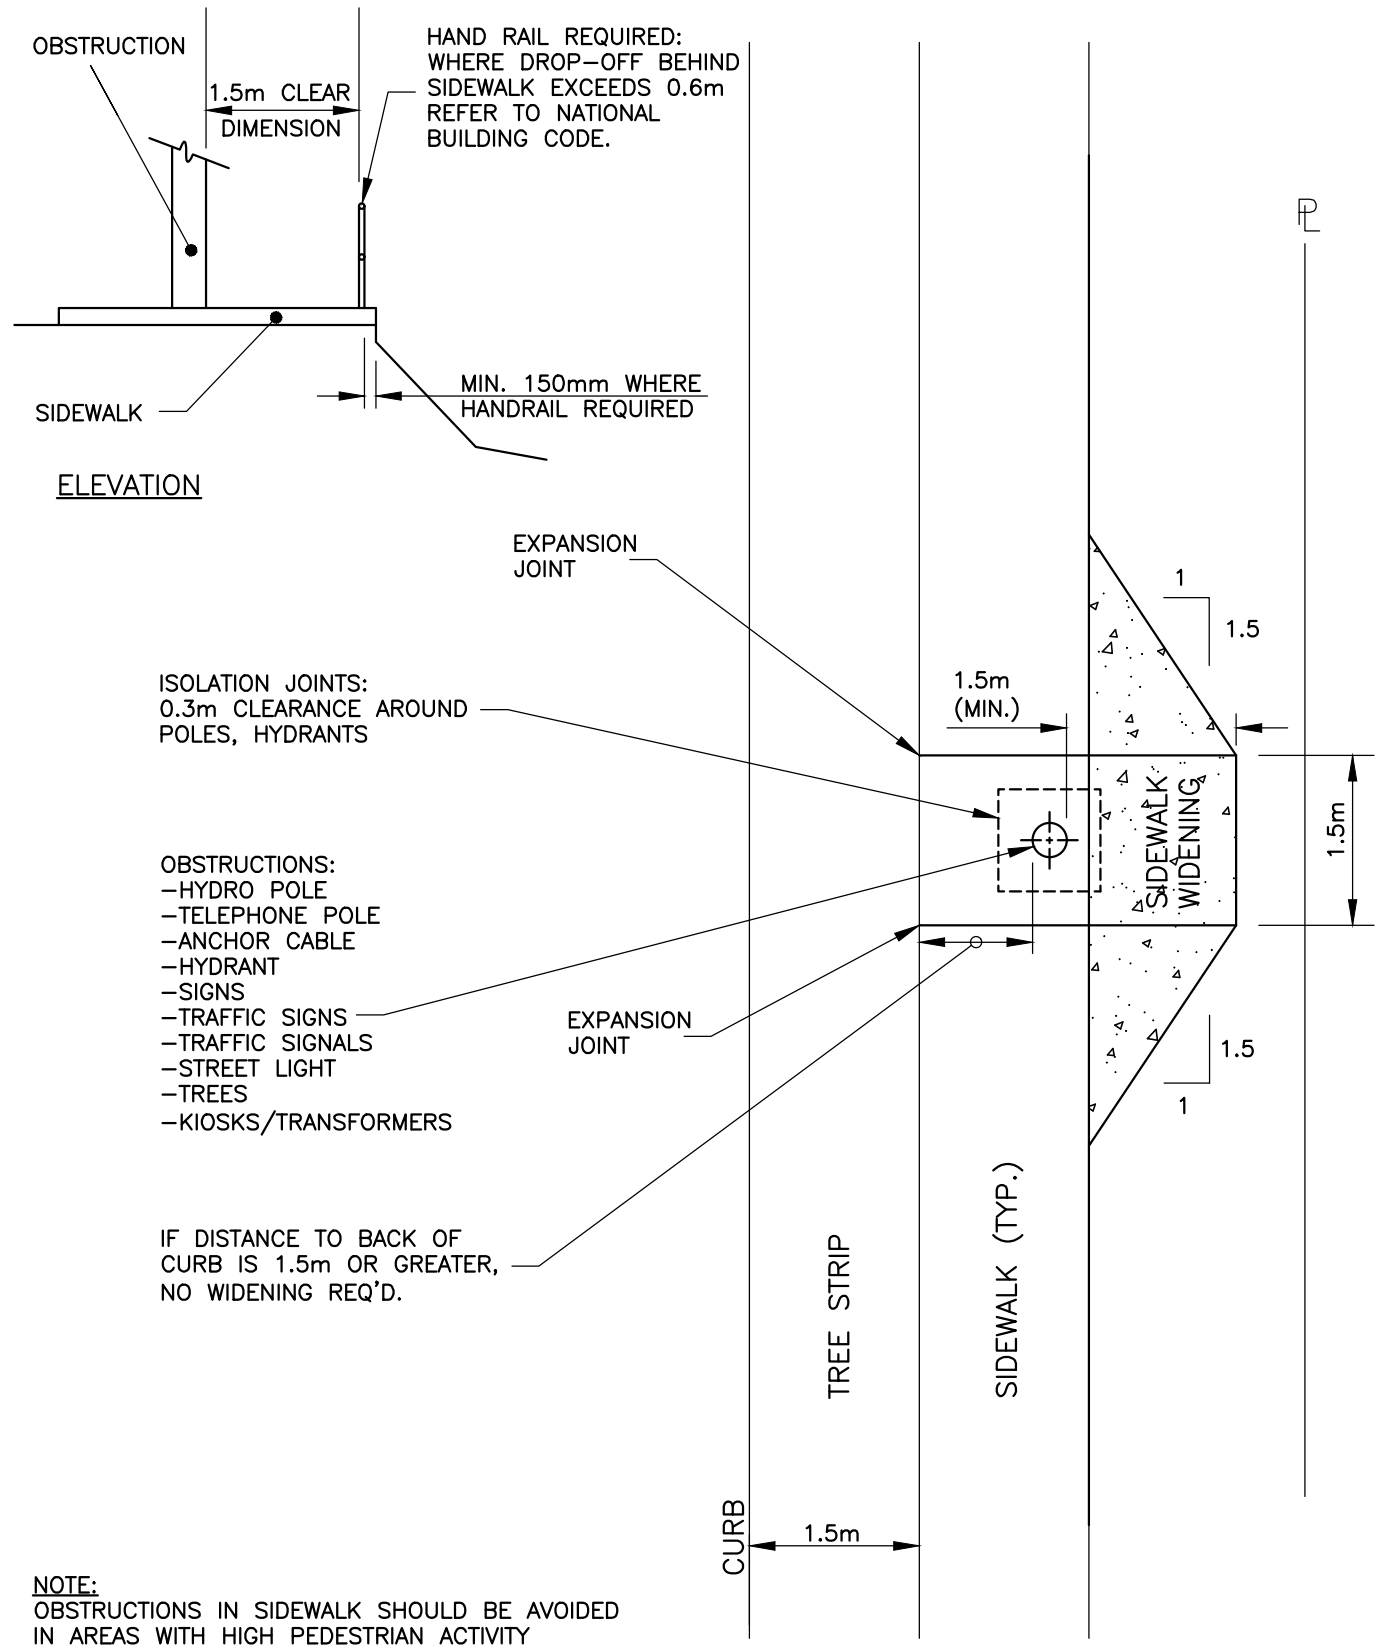 OBSTRUCTION
1.5m CLEAR
DIMENSION
HAND RAIL REQUIRED:
WHERE DROP-OFF BEHIND
SIDEWALK EXCEEDS 0.6m
REFER TO NATIONAL
BUILDING CODE.
SIDEWALK
MIN. 150mm WHERE
HANDRAIL REQUIRED
ELEVATION
PL
EXPANSION
JOINT
1
1.5
ISOLATION JOINTS:
0.3m CLEARANCE AROUND
POLES, HYDRANTS
1.5m
(MIN.)
SIDEWALK
WIDENING
1.5m
OBSTRUCTIONS:
-HYDRO POLE
-TELEPHONE POLE
-ANCHOR CABLE
-HYDRANT
-SIGNS
-TRAFFIC SIGNS
-TRAFFIC SIGNALS
-STREET LIGHT
-TREES
-KIOSKS/TRANSFORMERS
EXPANSION
JOINT
1.5
1
IF DISTANCE TO BACK OF
CURB IS 1.5m OR GREATER,
NO WIDENING REQ'D.
TREE STRIP
SIDEWALK (TYP.)
CURB
1.5m
NOTE:
OBSTRUCTIONS IN SIDEWALK SHOULD BE AVOIDED
IN AREAS WITH HIGH PEDESTRIAN ACTIVITY